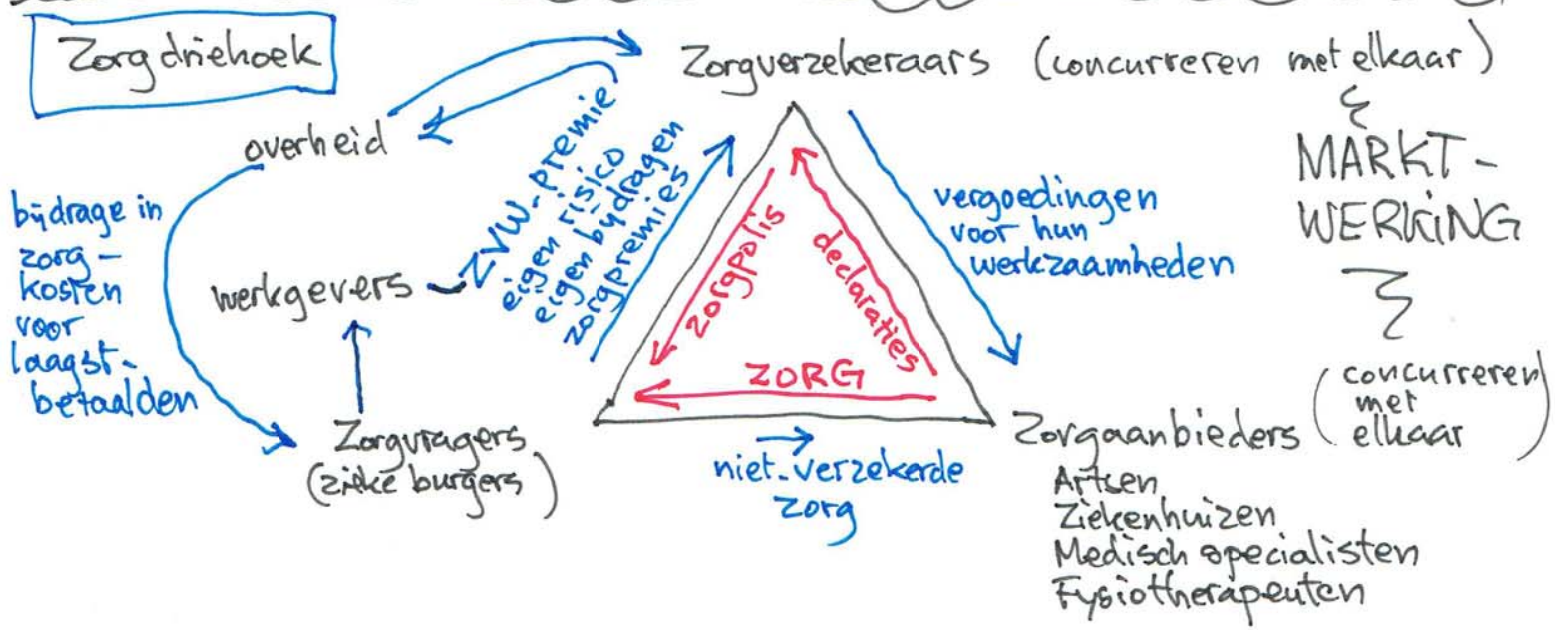 Zorgdriehoek
Zorgverzekeraars (concurreren met elkaar)
overheid
MARKT-
WERKING
bijdrage in
zorg-
kosten
voor
laagst-
betaalden
werkgevers
ZVW-premie
eigen risico
eigen bijdragen
zorgpremies
zorgpolis
declaraties
ZORG
vergoedingen
voor hun
werkzaamheden
Zorgvragers
(zieke burgers)
niet-verzekerde
zorg
Zorgaanbieders
(concurreren
met
elkaar)
Artsen
Ziekenhuizen
Medisch specialisten
Fysiotherapeuten